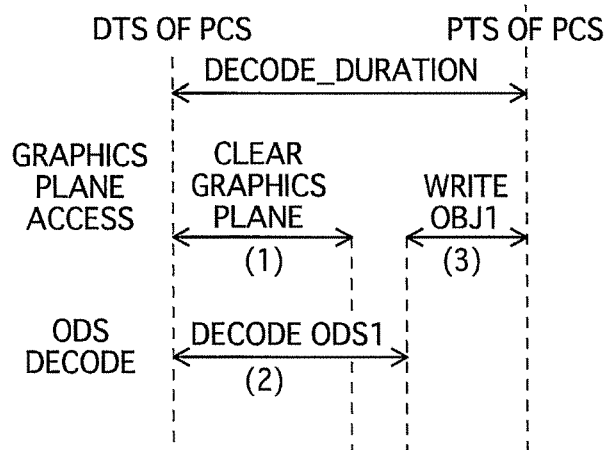 DTS OF PCS
PTS OF PCS
DECODE_DURATION
GRAPHICS
PLANE
ACCESS
CLEAR
GRAPHICS
PLANE
(1)
WRITE
OBJ1
(3)
ODS
DECODE
DECODE ODS1
(2)